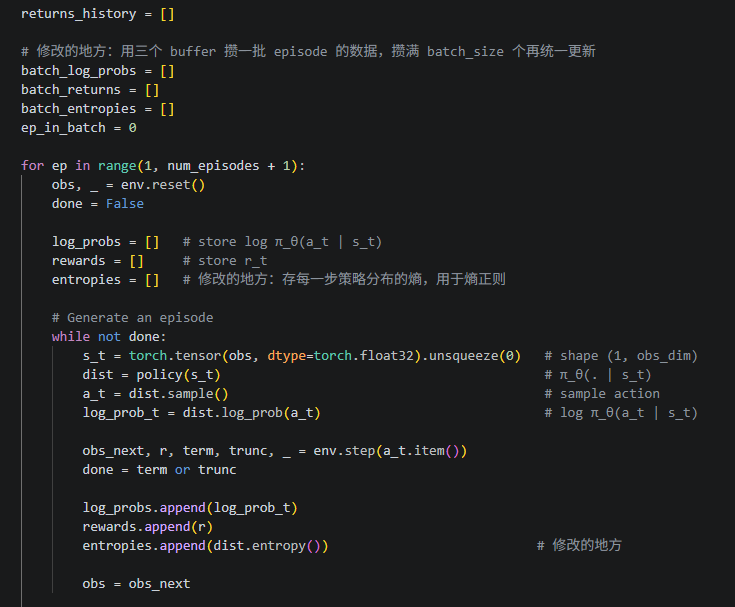 returns_history = []
# 修改的地方：用三个 buffer 攒一批 episode 的数据，攒满 batch_size 个再统一更新
batch_log_probs = []
batch_returns = []
batch_entropies = []
ep_in_batch = 0
for ep in range(1, num_episodes + 1):
    obs, _ = env.reset()
    done = False
    log_probs = []   # store log π_θ(a_t | s_t)
    rewards = []     # store r_t
    entropies = []   # 修改的地方：存每一步策略分布的熵，用于熵正则
    # Generate an episode
    while not done:
        s_t = torch.tensor(obs, dtype=torch.float32).unsqueeze(0)   # shape (1, obs_dim)
        dist = policy(s_t)                                          # π_θ(. | s_t)
        a_t = dist.sample()                                         # sample action
        log_prob_t = dist.log_prob(a_t)                             # log π_θ(a_t | s_t)
        obs_next, r, term, trunc, _ = env.step(a_t.item())
        done = term or trunc
        log_probs.append(log_prob_t)
        rewards.append(r)
        entropies.append(dist.entropy())                           # 修改的地方
        obs = obs_next